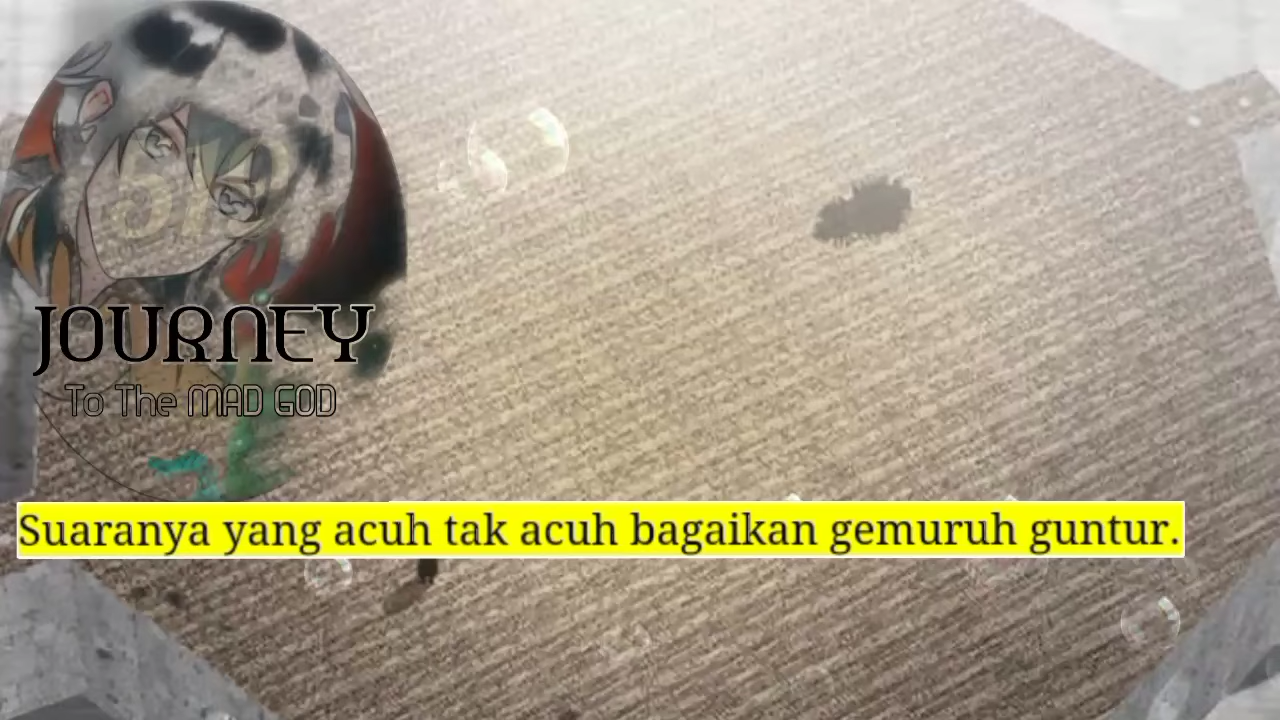 JOURNEY
To The MAD GOD
Suaranya yang acuh tak acuh bagaikan gemuruh guntur.